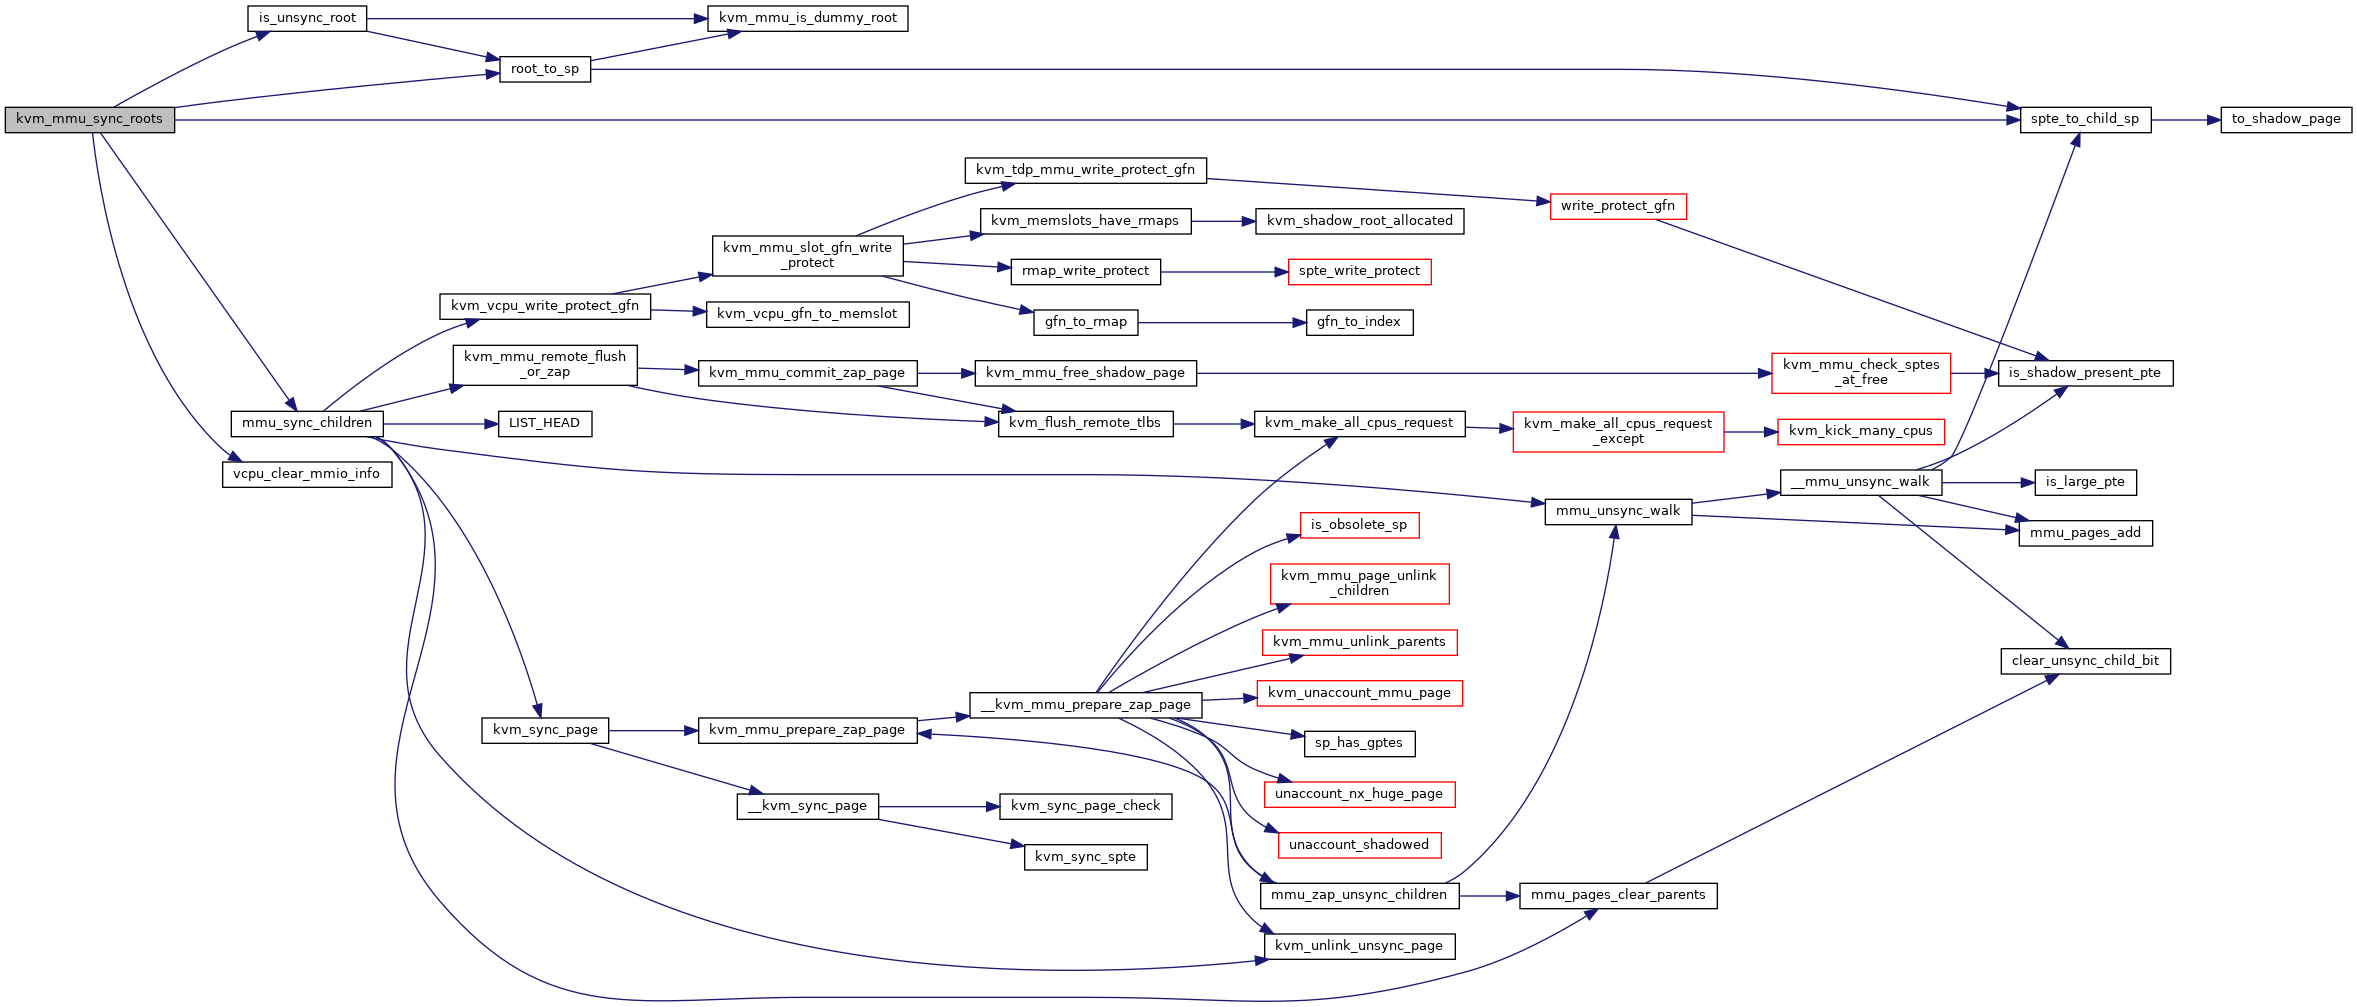 is_unsync_root
kvm_mmu_is_dummy_root
root_to_sp
kvm_mmu_sync_roots
spte_to_child_sp
to_shadow_page
kvm_tdp_mmu_write_protect_gfn
write_protect_gfn
kvm_memslots_have_rmaps
kvm_shadow_root_allocated
kvm_mmu_slot_gfn_write
_protect
rmap_write_protect
spte_write_protect
kvm_vcpu_write_protect_gfn
kvm_vcpu_gfn_to_memslot
gfn_to_rmap
gfn_to_index
kvm_mmu_remote_flush
_or_zap
kvm_mmu_commit_zap_page
kvm_mmu_free_shadow_page
kvm_mmu_check_sptes
_at_free
is_shadow_present_pte
mmu_sync_children
LIST_HEAD
kvm_flush_remote_tlbs
kvm_make_all_cpus_request
kvm_make_all_cpus_request
_except
kvm_kick_many_cpus
vcpu_clear_mmio_info
__mmu_unsync_walk
is_large_pte
mmu_unsync_walk
is_obsolete_sp
mmu_pages_add
kvm_mmu_page_unlink
_children
kvm_mmu_unlink_parents
clear_unsync_child_bit
kvm_unaccount_mmu_page
__kvm_mmu_prepare_zap_page
kvm_sync_page
kvm_mmu_prepare_zap_page
sp_has_gptes
unaccount_nx_huge_page
__kvm_sync_page
kvm_sync_page_check
unaccount_shadowed
kvm_sync_spte
mmu_zap_unsync_children
mmu_pages_clear_parents
kvm_unlink_unsync_page